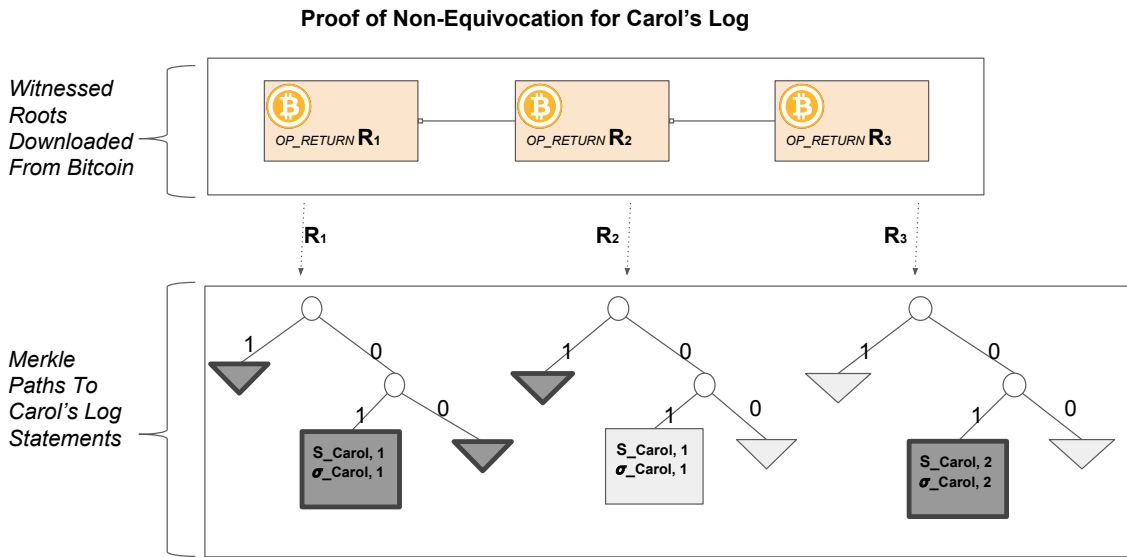 Proof of Non-Equivocation for Carol's Log
Witnessed
Roots
Downloaded
From Bitcoin
OP_RETURN R1
OP_RETURN R2
OP_RETURN R3
R1
R2
R3
Merkle
Paths To
Carol's Log
Statements
1
0
1
0
S_Carol, 1
σ_Carol, 1
1
0
1
0
S_Carol, 1
σ_Carol, 1
1
0
1
0
S_Carol, 2
σ_Carol, 2